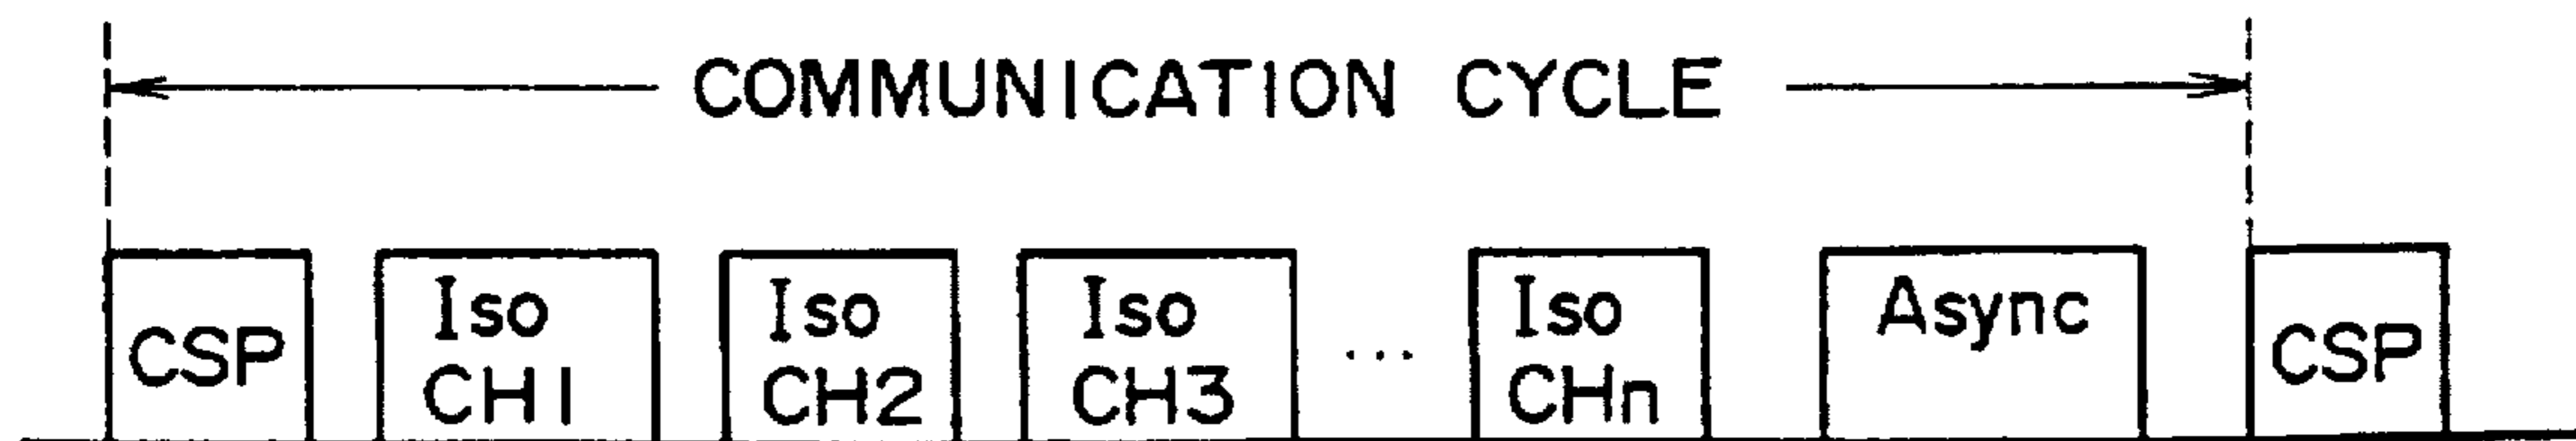 COMMUNICATION CYCLE
CSP
Iso
CH1
Iso
CH2
Iso
CH3
...
Iso
CHn
Async
CSP